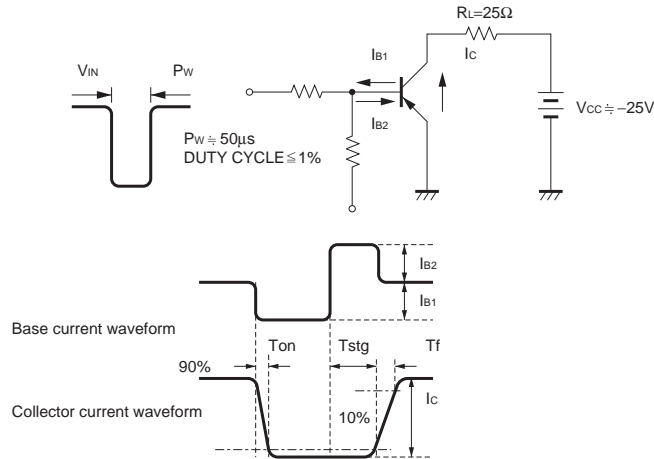 RL=25Ω
IB1
IC
VIN
PW
IB2
VCC≒−25V
PW≒50μs
DUTY CYCLE≦1%
IB2
IB1
Base current waveform
Ton
Tstg
Tf
90%
Collector current waveform
10%
IC